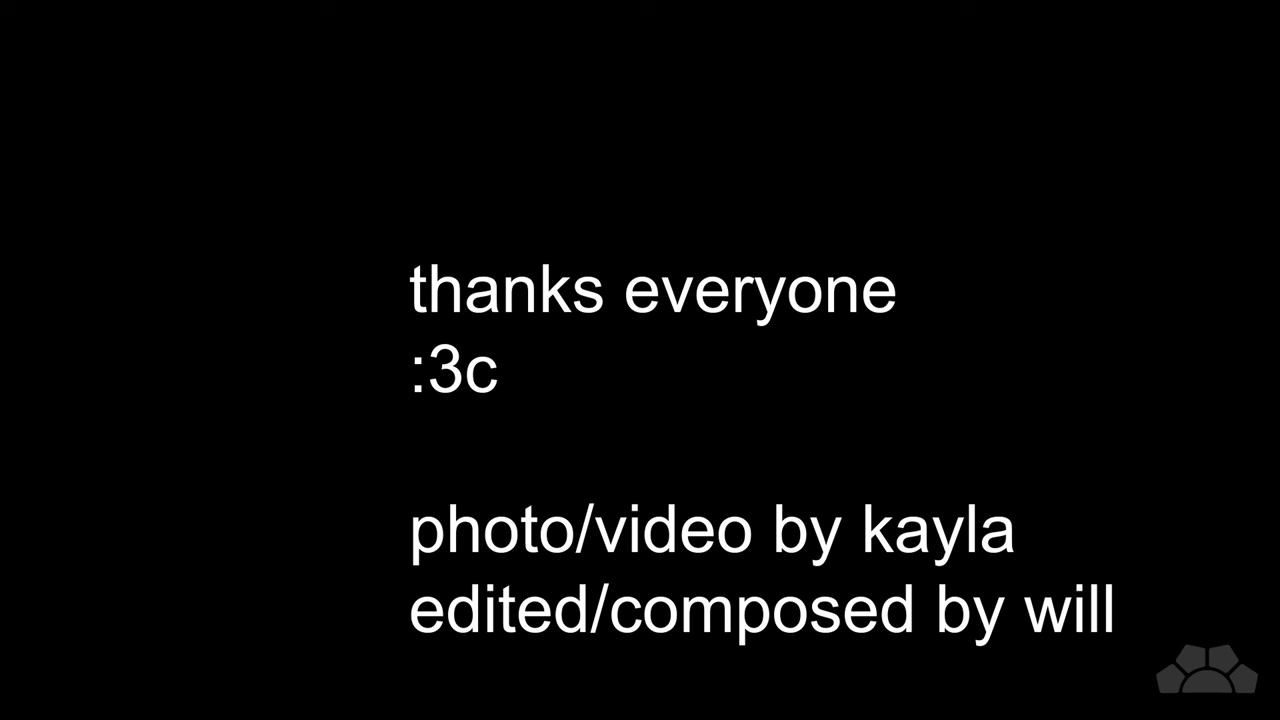 thanks everyone
:3c
photo/video by kayla
edited/composed by will